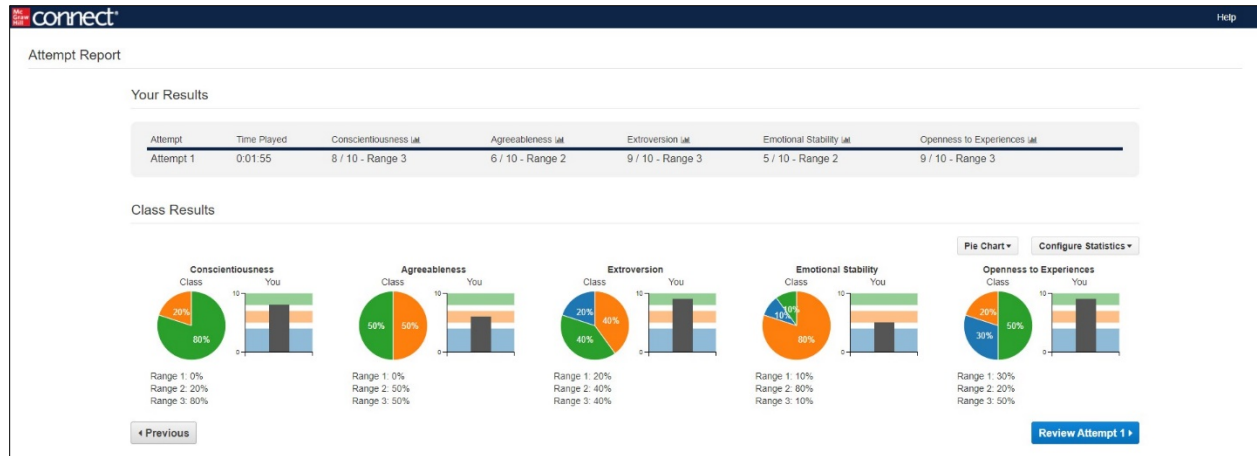 Mc Graw Hill connect® Help
Attempt Report
Your Results
Attempt Time Played Conscientiousness Agreeableness Extroversion Emotional Stability Openness to Experiences
Attempt 1 0:01:55 8 / 10 - Range 3 6 / 10 - Range 2 9 / 10 - Range 3 5 / 10 - Range 2 9 / 10 - Range 3
Class Results
Pie Chart Configure Statistics
Conscientiousness Agreeableness Extroversion Emotional Stability Openness to Experiences
Class You Class You Class You Class You Class You
10 10 10 10 10
20% 80% 50% 50% 20% 40% 40% 10% 10% 80% 20% 30% 50%
0 0 0 0 0
Range 1: 0% Range 1: 0% Range 1: 20% Range 1: 10% Range 1: 30%
Range 2: 20% Range 2: 50% Range 2: 40% Range 2: 80% Range 2: 20%
Range 3: 80% Range 3: 50% Range 3: 40% Range 3: 10% Range 3: 50%
Previous Review Attempt 1